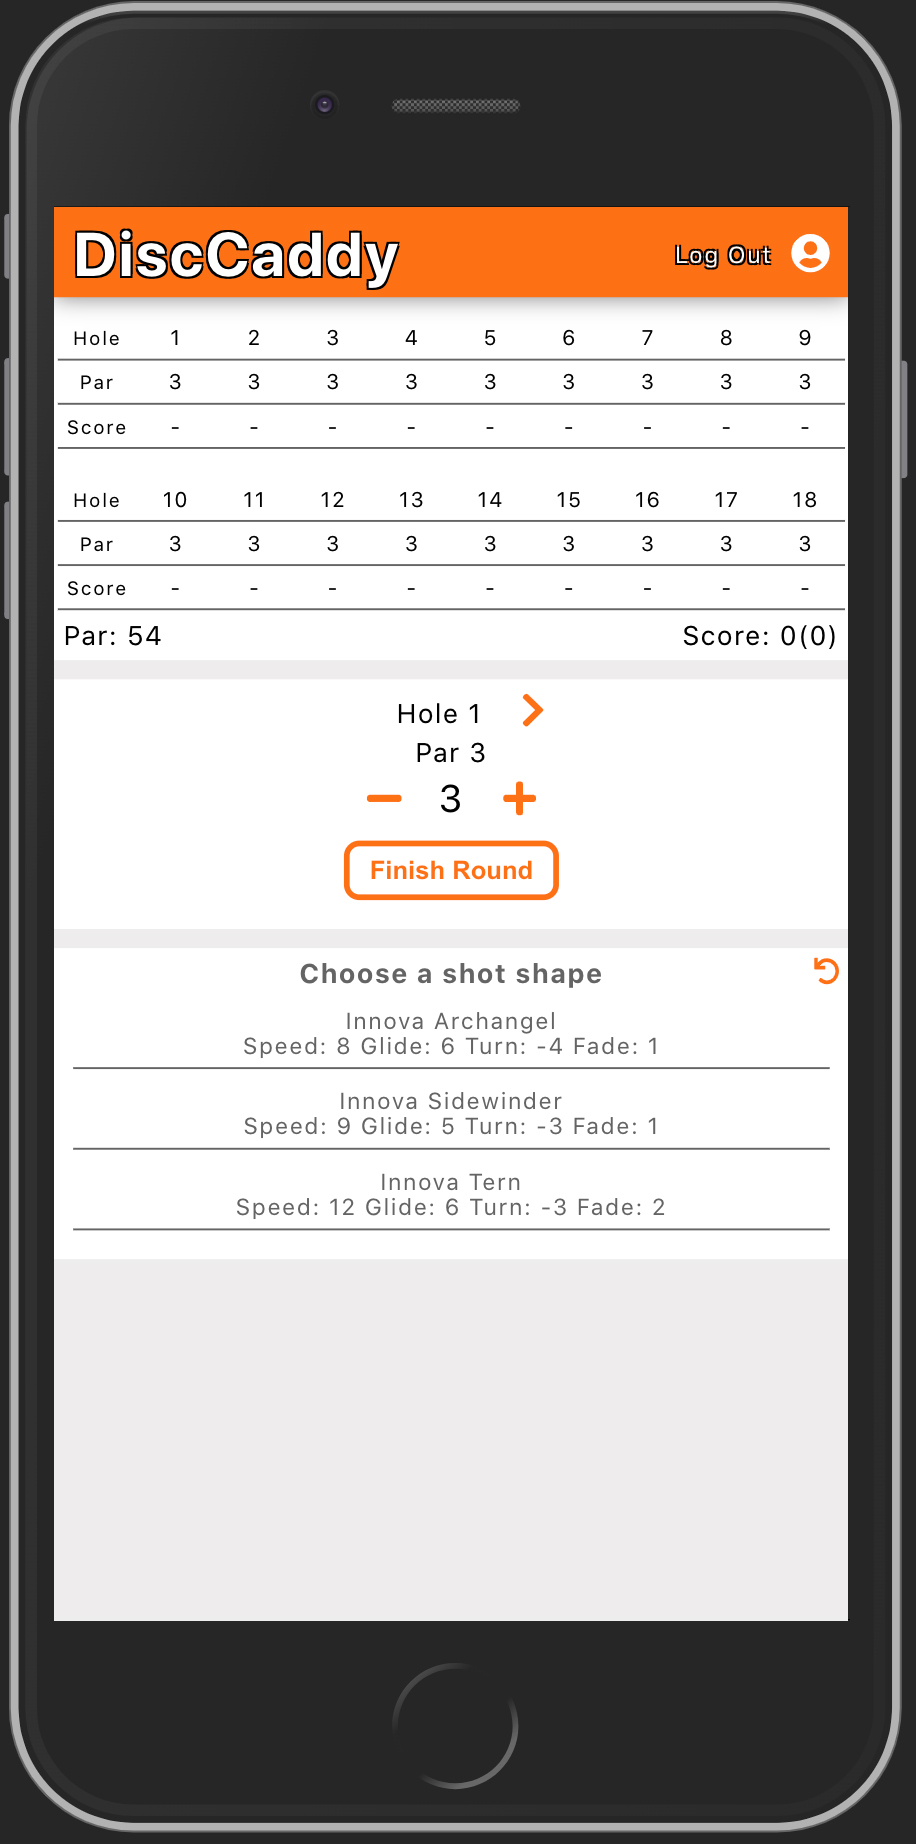 DiscCaddy Log Out
Hole 1 2 3 4 5 6 7 8 9
Par 3 3 3 3 3 3 3 3 3
Score - - - - - - - - -
Hole 10 11 12 13 14 15 16 17 18
Par 3 3 3 3 3 3 3 3 3
Score - - - - - - - - -
Par: 54 Score: 0(0)
Hole 1
Par 3
3
Finish Round
Choose a shot shape
Innova Archangel
Speed: 8 Glide: 6 Turn: -4 Fade: 1
Innova Sidewinder
Speed: 9 Glide: 5 Turn: -3 Fade: 1
Innova Tern
Speed: 12 Glide: 6 Turn: -3 Fade: 2